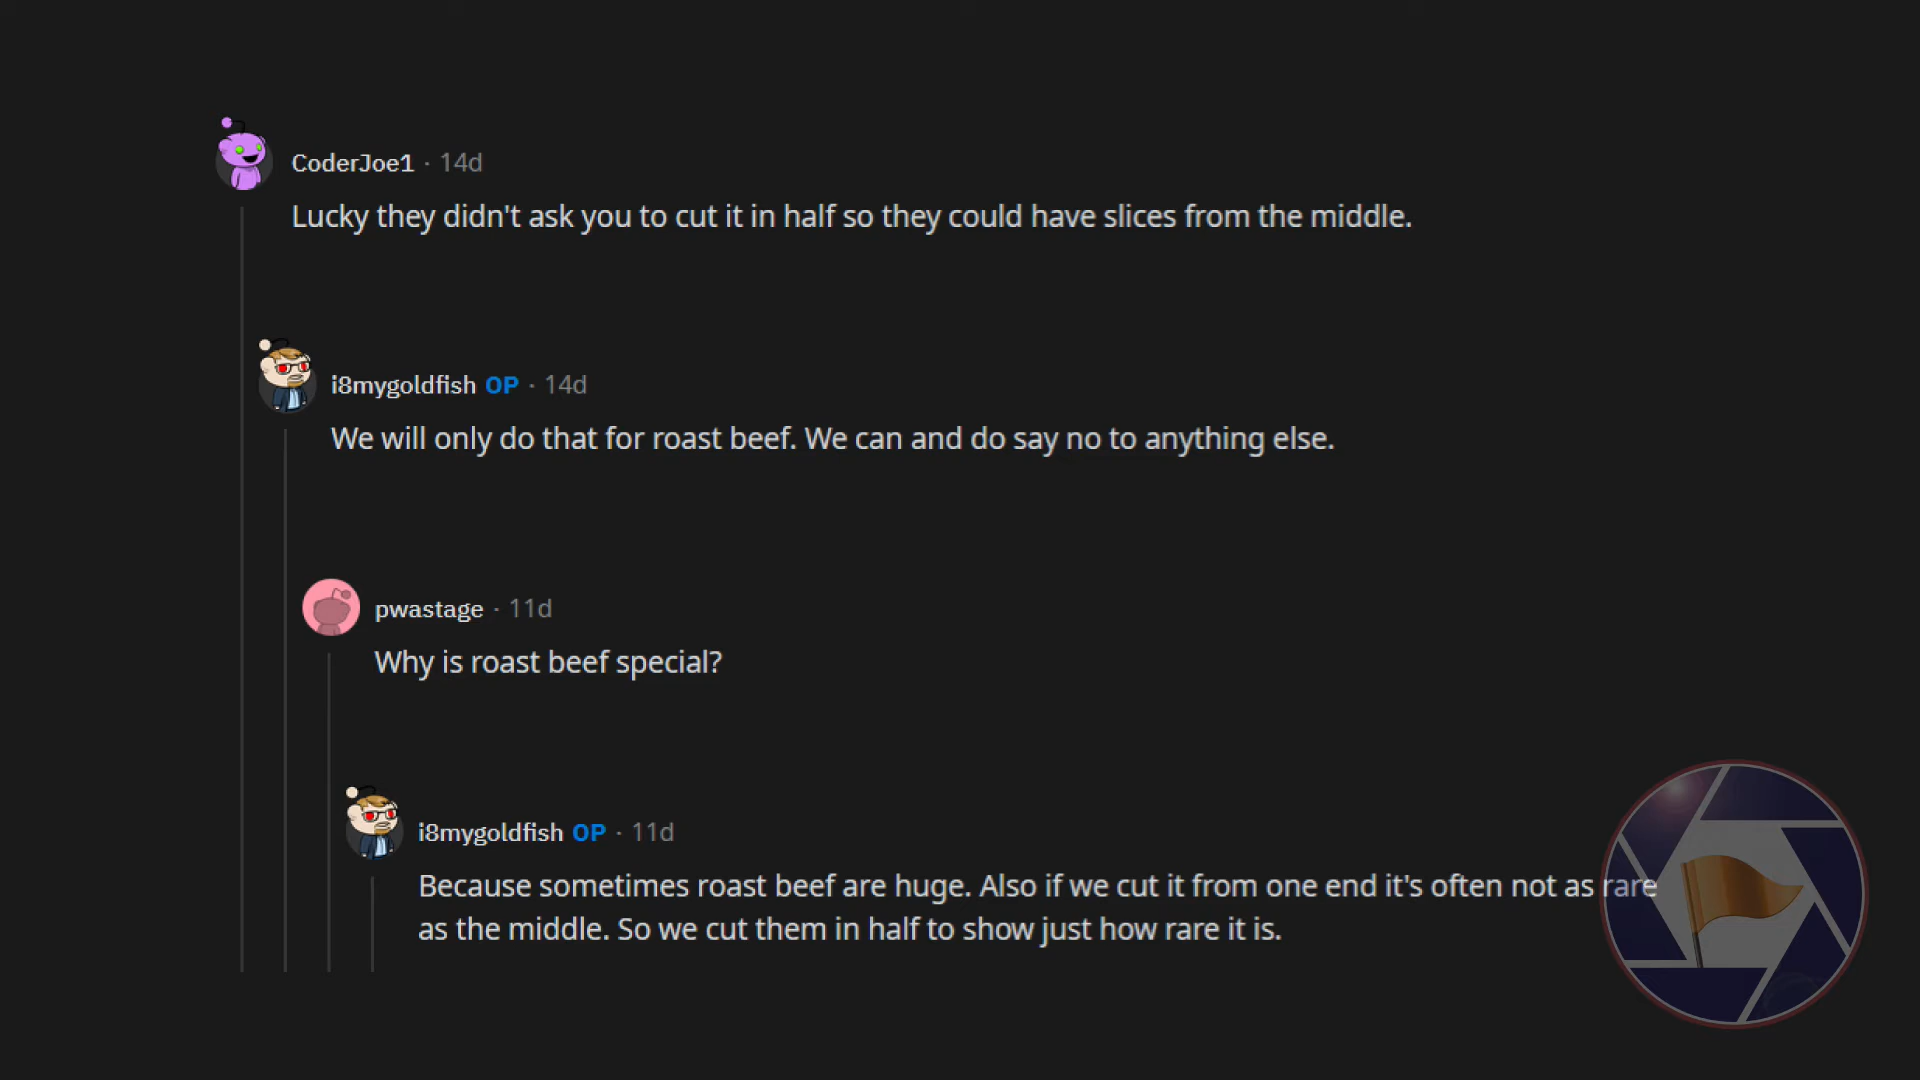 CoderJoe1 · 14d
Lucky they didn't ask you to cut it in half so they could have slices from the middle.
i8mygoldfish OP · 14d
We will only do that for roast beef. We can and do say no to anything else.
pwastage · 11d
Why is roast beef special?
i8mygoldfish OP · 11d
Because sometimes roast beef are huge. Also if we cut it from one end it's often not as rare
as the middle. So we cut them in half to show just how rare it is.